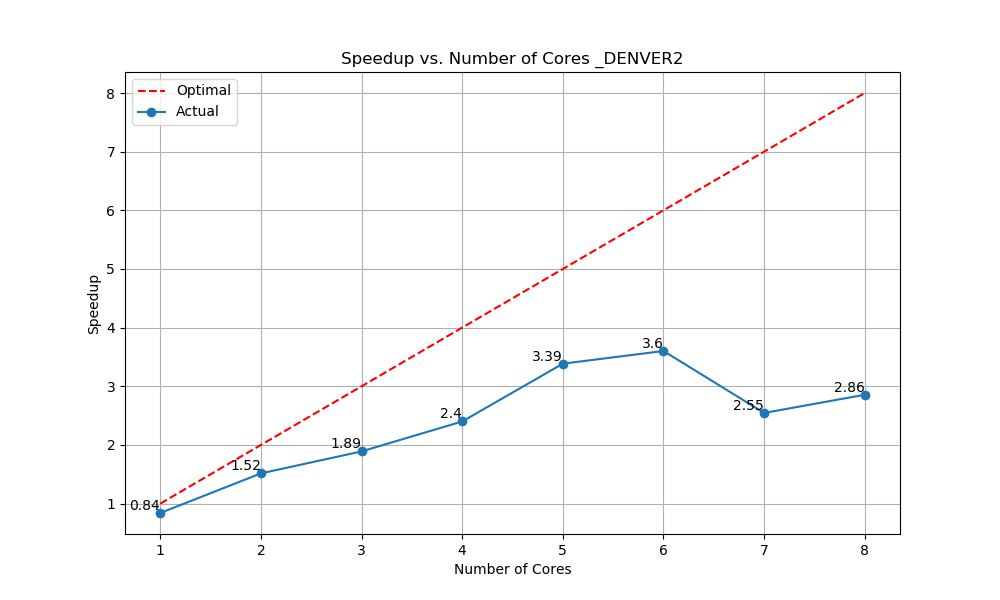 Speedup vs. Number of Cores _DENVER2
Optimal
Actual
8
7
6
5
4
3
2
1
Speedup
0.84
1.52
1.89
2.4
3.39
3.6
2.55
2.86
1 2 3 4 5 6 7 8
Number of Cores